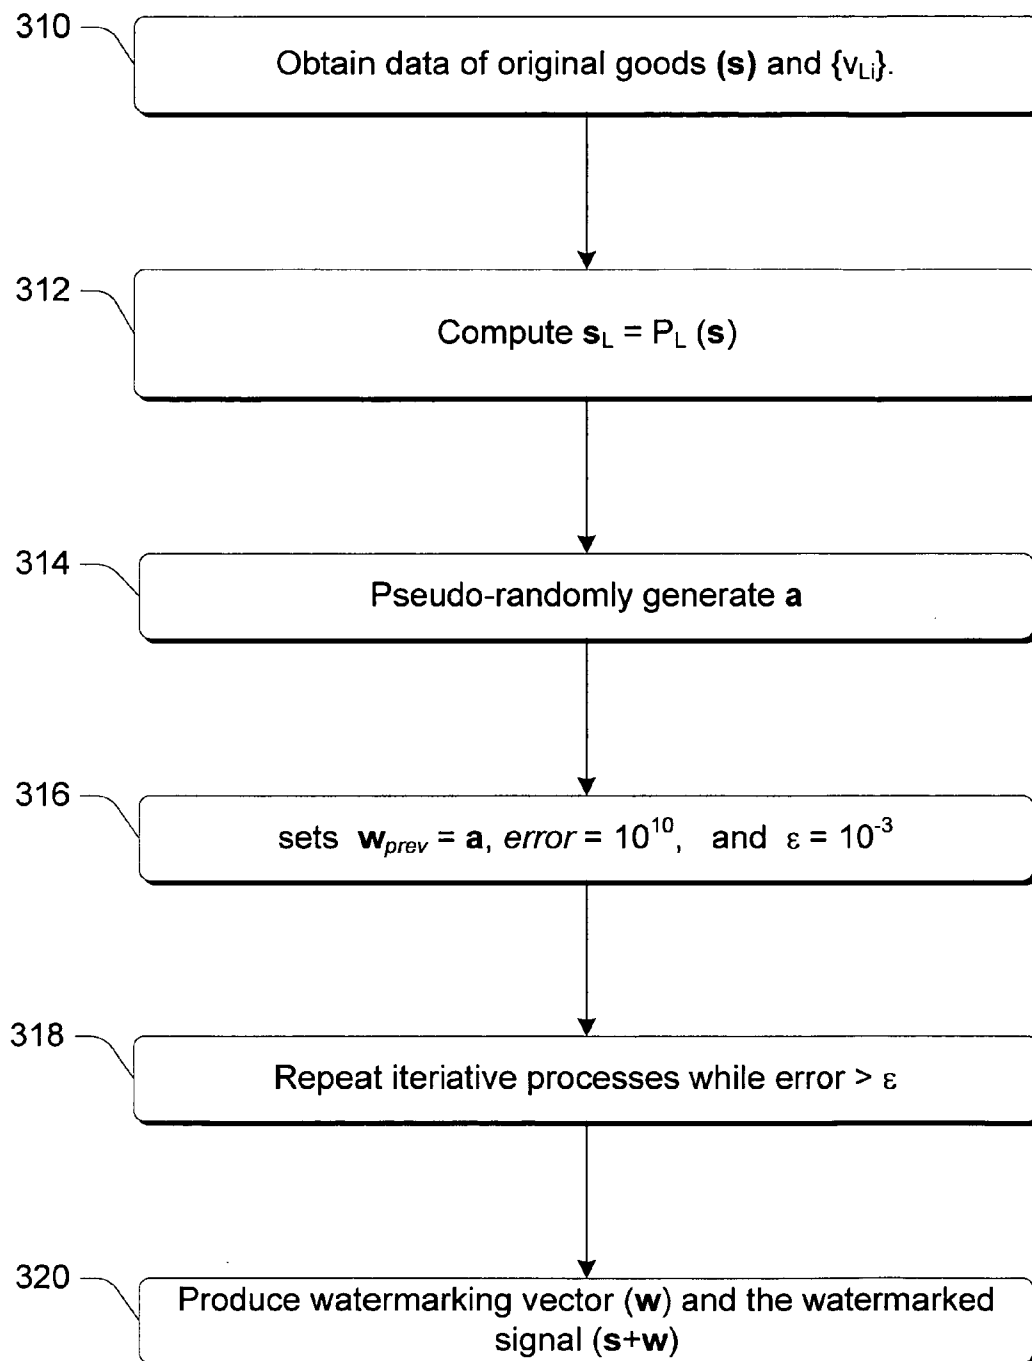 310
Obtain data of original goods (s) and {vLi}.
312
Compute sL = PL (s)
314
Pseudo-randomly generate a
316
sets wprev = a, error = 10^10, and ε = 10^-3
318
Repeat iteriative processes while error > ε
320
Produce watermarking vector (w) and the watermarked
signal (s+w)